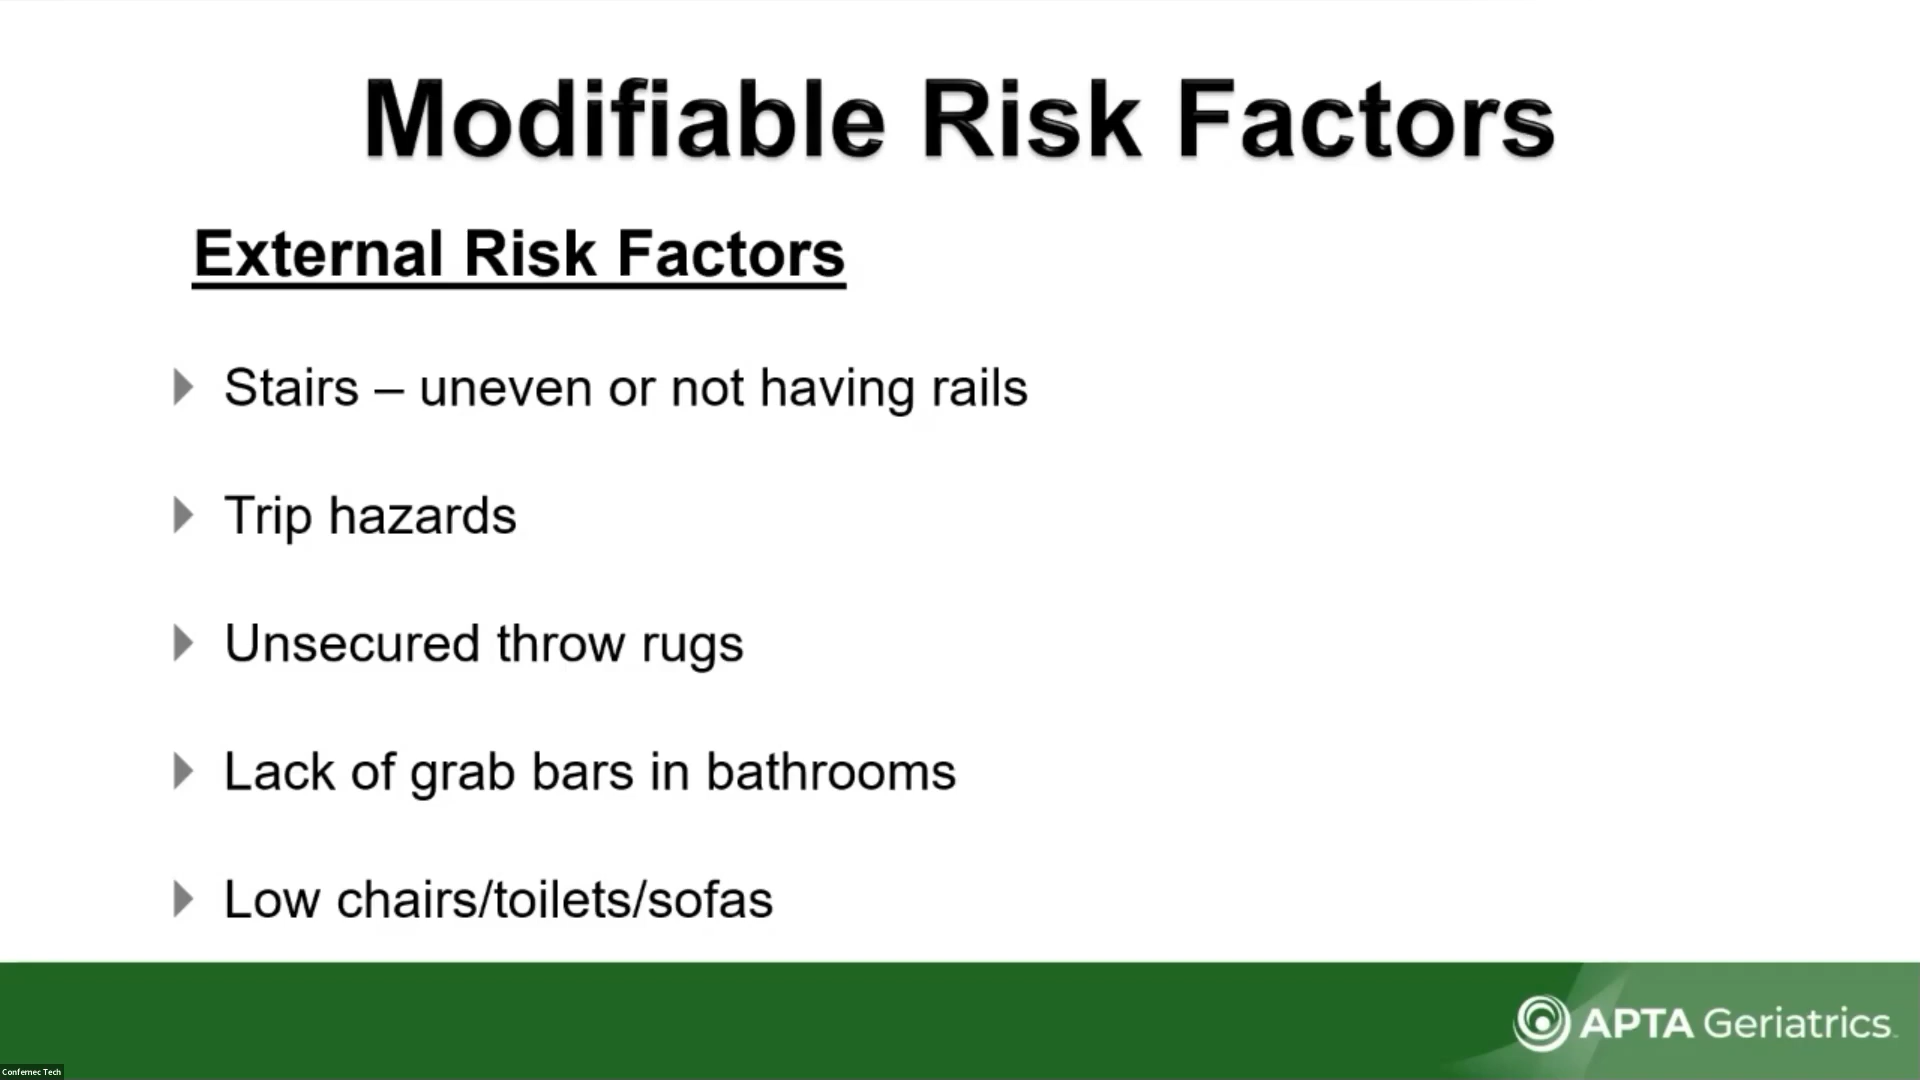 Modifiable Risk Factors
External Risk Factors
Stairs – uneven or not having rails
Trip hazards
Unsecured throw rugs
Lack of grab bars in bathrooms
Low chairs/toilets/sofas
APTA Geriatrics
Confernec Tech